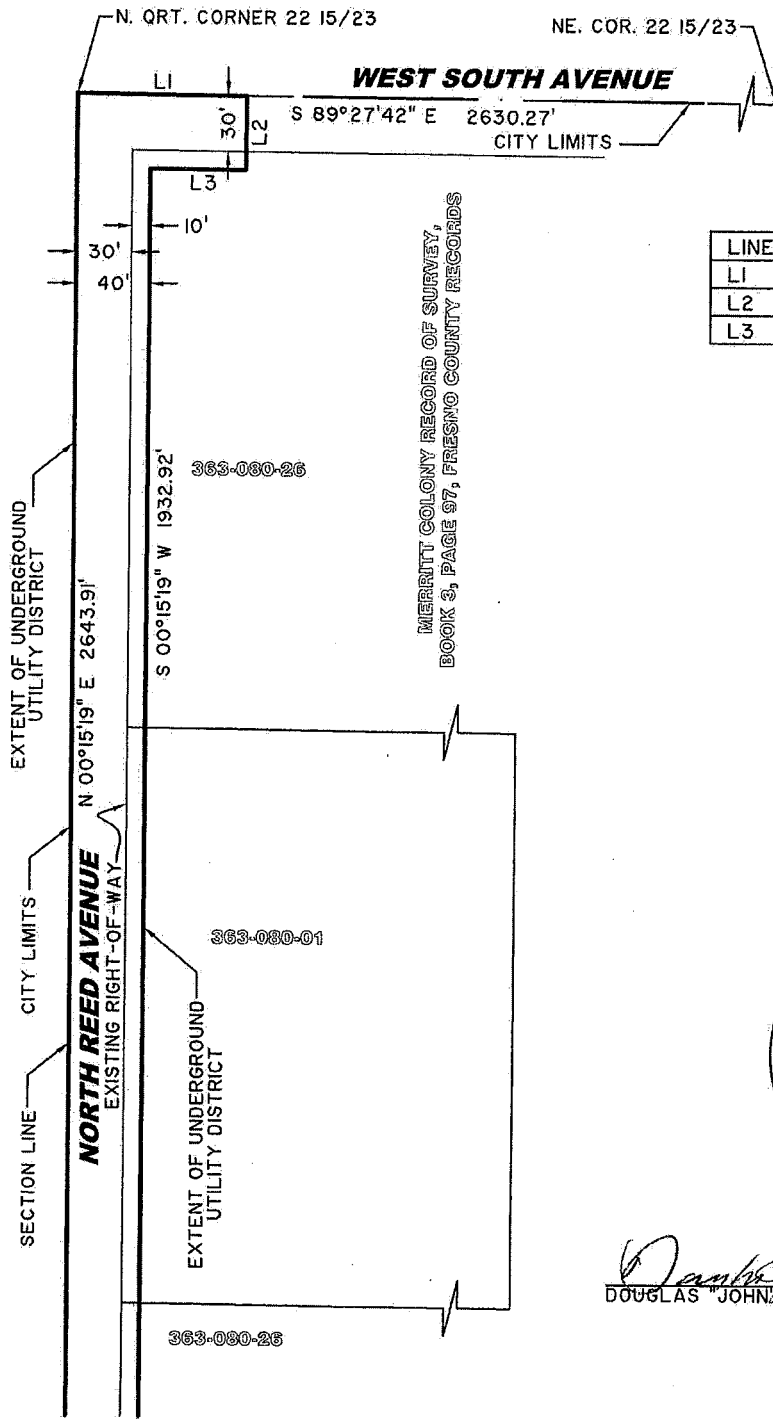 N. QRT. CORNER 22 15/23
NE. COR. 22 15/23
L1
WEST SOUTH AVENUE
30'
L2
S 89°27'42" E 2630.27'
CITY LIMITS
L3
10'
30'
40'
LINE
L1
L2
L3
MERRITT COLONY RECORD OF SURVEY,
BOOK 3, PAGE 97, FRESNO COUNTY RECORDS
363-080-26
EXTENT OF UNDERGROUND
UTILITY DISTRICT
N 00°15'19" E 2643.91'
S 00°15'19" W 1932.92'
CITY LIMITS
NORTH REED AVENUE
EXISTING RIGHT-OF-WAY
363-080-01
SECTION LINE
EXTENT OF UNDERGROUND
UTILITY DISTRICT
DOUGLAS "JOHN"
363-080-26